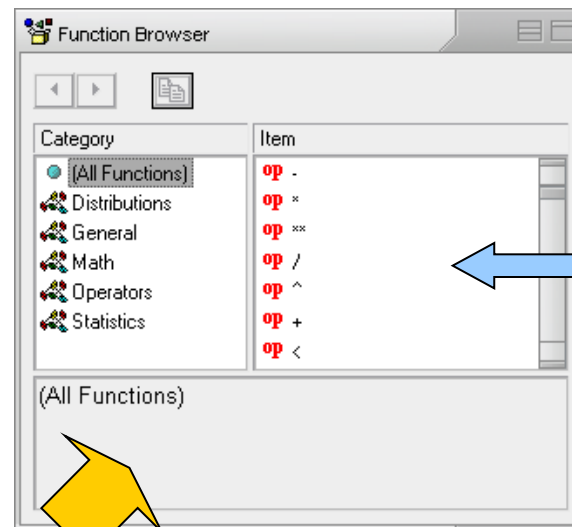 Function Browser
Category
Item
(All Functions)
Distributions
General
Math
Operators
Statistics
op -
op *
op **
op /
op ^
op +
op <
(All Functions)